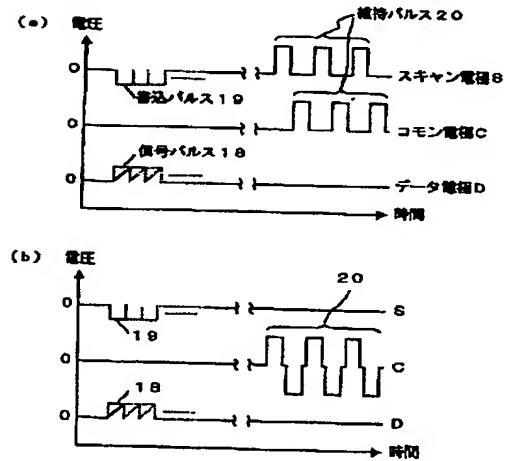 (a) 電圧
維持パルス20
0
スキャン電極S
書込パルス19
0
コモン電極C
信号パルス18
0
データ電極D
時間
(b) 電圧
20
0
S
19
0
C
18
0
D
時間